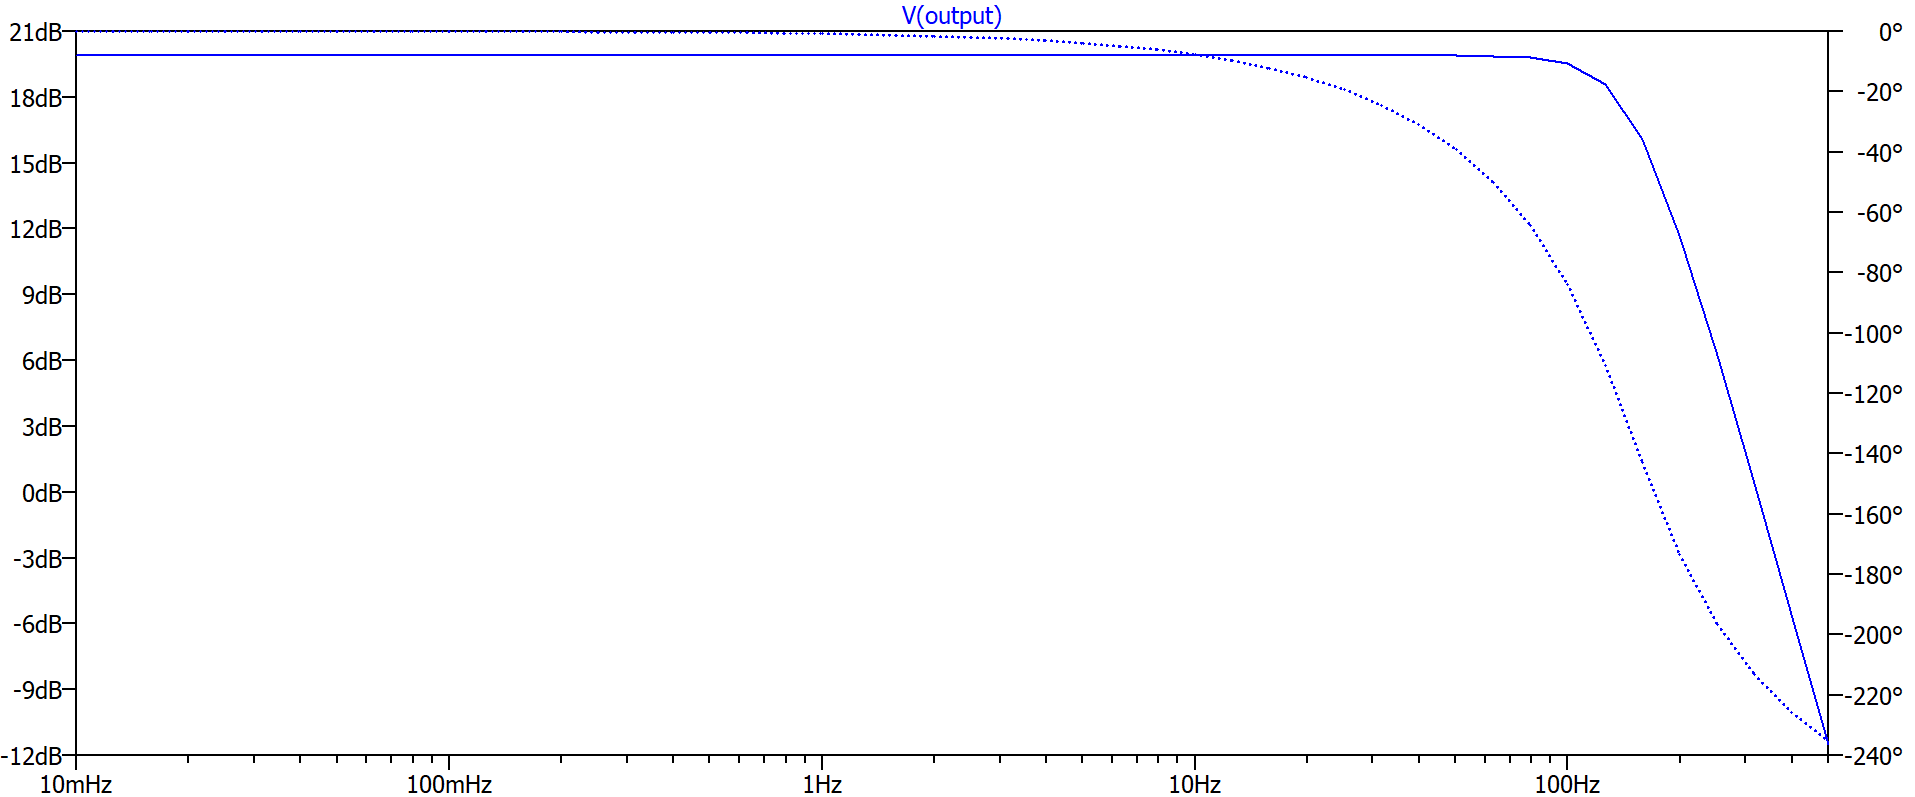 V(output)
21dB
0°
18dB
-20°
15dB
-40°
12dB
-60°
9dB
-80°
6dB
-100°
3dB
-120°
0dB
-140°
-3dB
-160°
-6dB
-180°
-9dB
-200°
-12dB
-220°
-240°
10mHz 100mHz 1Hz 10Hz 100Hz